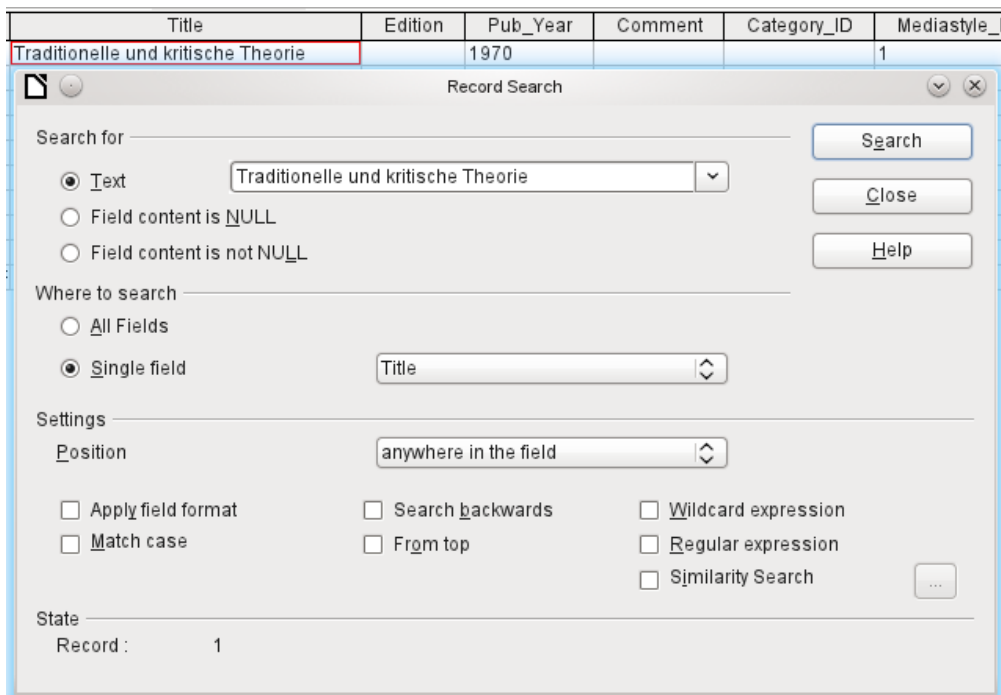 Title Edition Pub_Year Comment Category_ID Mediastyle_
Traditionelle und kritische Theorie 1970 1
Record Search
Search for
Search
Text Traditionelle und kritische Theorie
Close
Field content is NULL
Field content is not NULL
Help
Where to search
All Fields
Single field Title
Settings
Position anywhere in the field
Apply field format Search backwards Wildcard expression
Match case From top Regular expression
Similarity Search ...
State
Record : 1